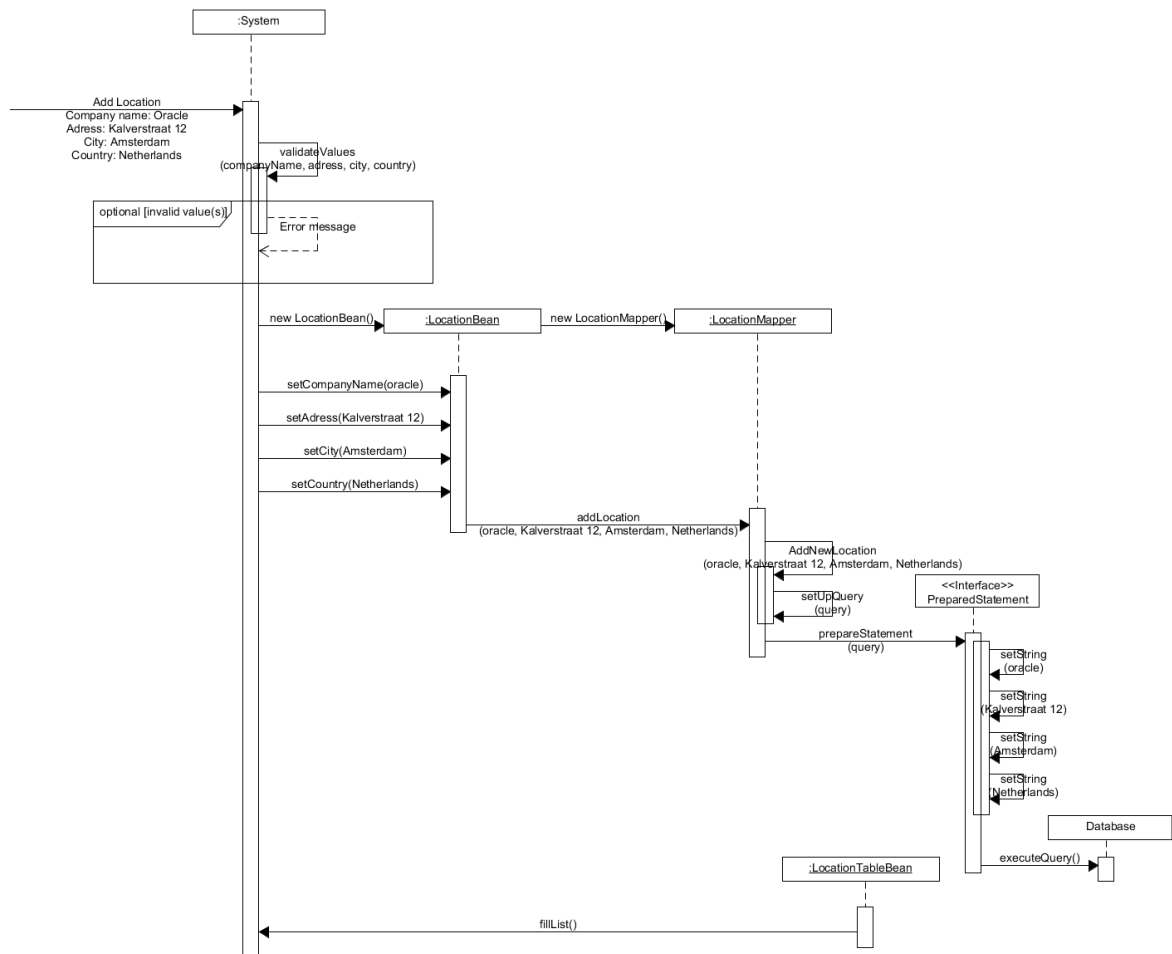 :System
Add Location
Company name: Oracle
Adress: Kalverstraat 12
City: Amsterdam
Country: Netherlands
validateValues
(companyName, adress, city, country)
optional [invalid value(s)]
Error message
new LocationBean()
:LocationBean
new LocationMapper()
:LocationMapper
setCompanyName(oracle)
setAdress(Kalverstraat 12)
setCity(Amsterdam)
setCountry(Netherlands)
addLocation
(oracle, Kalverstraat 12, Amsterdam, Netherlands)
AddNewLocation
(oracle, Kalverstraat 12, Amsterdam, Netherlands)
setUpQuery
(query)
<<Interface>>
PreparedStatement
prepareStatement
(query)
setString
(oracle)
setString
(Kalverstraat 12)
setString
(Amsterdam)
setString
(Netherlands)
Database
executeQuery()
:LocationTableBean
fillList()